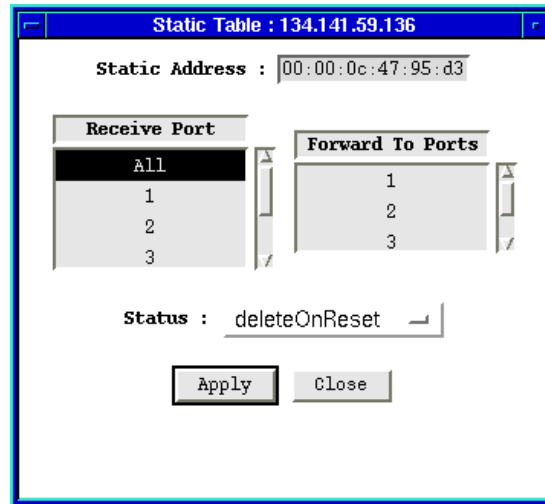 Static Table : 134.141.59.136
Static Address : 00:00:0c:47:95:d3
Receive Port
All
1
2
3
Forward To Ports
1
2
3
Status : deleteOnReset
Apply Close